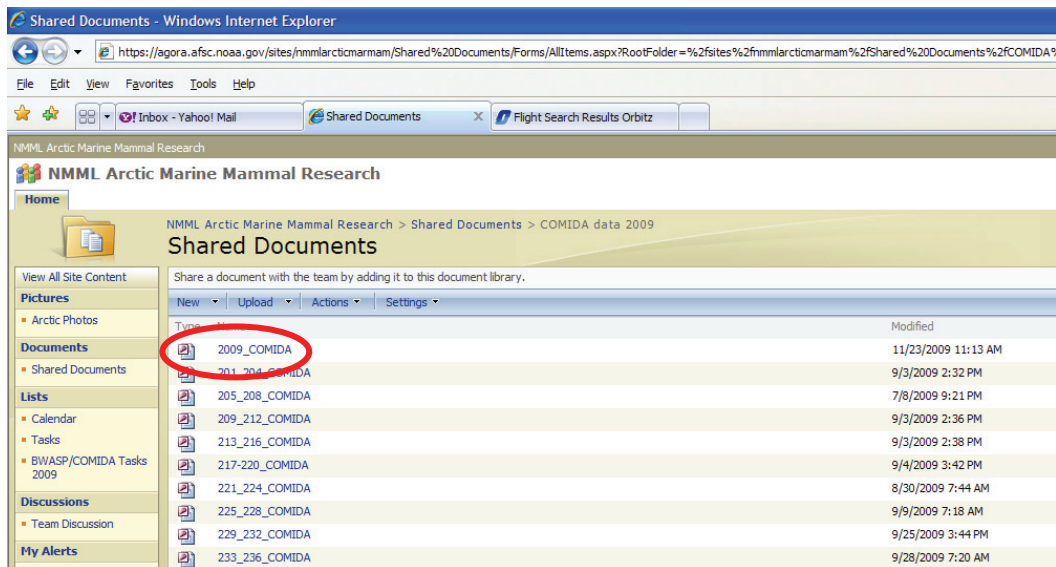 Shared Documents - Windows Internet Explorer
https://agora.afsc.noaa.gov/sites/nmmlarcticmarmam/Shared%20Documents/Forms/AllItems.aspx?RootFolder=%2fsites%2fnmmlarcticmarmam%2fShared%20Documents%2fCOMIDA%
File Edit View Favorites Tools Help
Inbox - Yahoo! Mail Shared Documents X Flight Search Results Orbitz
NMML Arctic Marine Mammal Research
NMML Arctic Marine Mammal Research
Home
NMML Arctic Marine Mammal Research > Shared Documents > COMIDA data 2009
Shared Documents
View All Site Content
Pictures
Arctic Photos
Documents
Shared Documents
Lists
Calendar
Tasks
BWASP/COMIDA Tasks
2009
Discussions
Team Discussion
My Alerts
Share a document with the team by adding it to this document library.
New Upload Actions Settings
Type Name Modified
2009_COMIDA 11/23/2009 11:13 AM
201_204_COMIDA 9/3/2009 2:32 PM
205_208_COMIDA 7/8/2009 9:21 PM
209_212_COMIDA 9/3/2009 2:36 PM
213_216_COMIDA 9/3/2009 2:38 PM
217-220_COMIDA 9/4/2009 3:42 PM
221_224_COMIDA 8/30/2009 7:44 AM
225_228_COMIDA 9/9/2009 7:18 AM
229_232_COMIDA 9/25/2009 3:44 PM
233_236_COMIDA 9/28/2009 7:20 AM